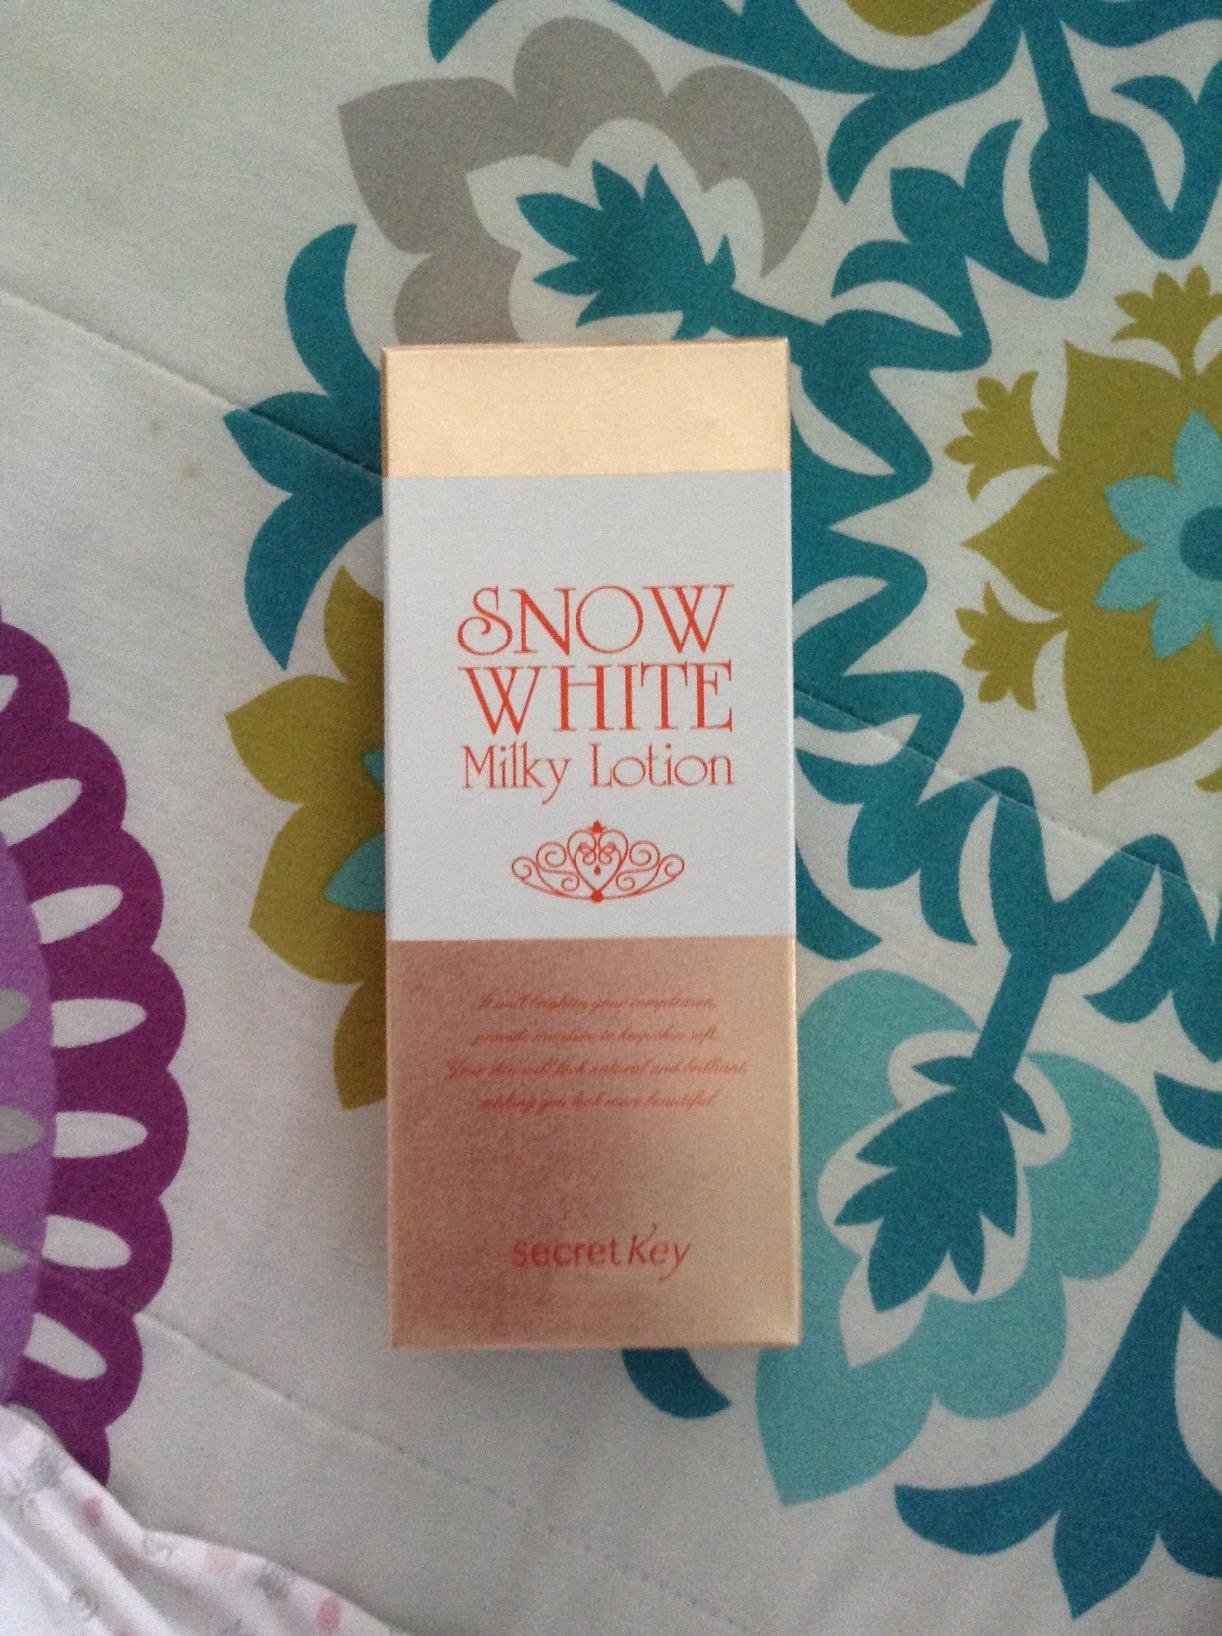 SNOW
WHITE
Milky Lotion
It will brighten your complexion,
provide moisture to keep skin soft.
Your skin will look natural and brilliant,
making you look more beautiful.
secret Key